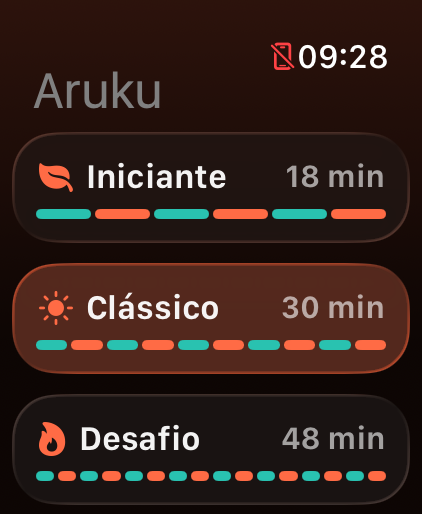 09:28
Aruku
Iniciante 18 min
Clássico 30 min
Desafio 48 min